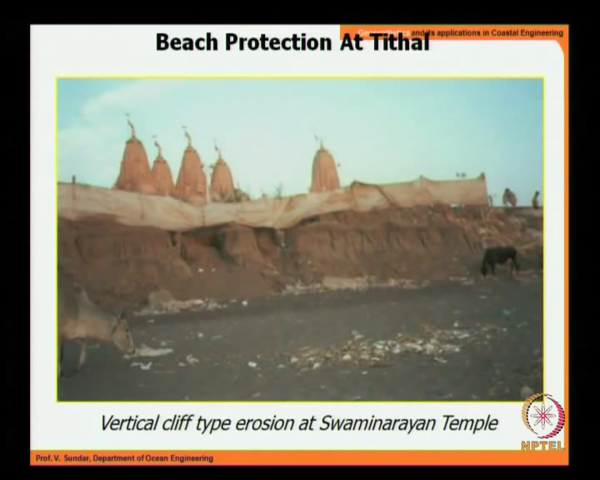 and its applications in Coastal Engineering
Beach Protection At Tithal
Vertical cliff type erosion at Swaminarayan Temple
NPTEL
Prof. V. Sundar, Department of Ocean Engineering